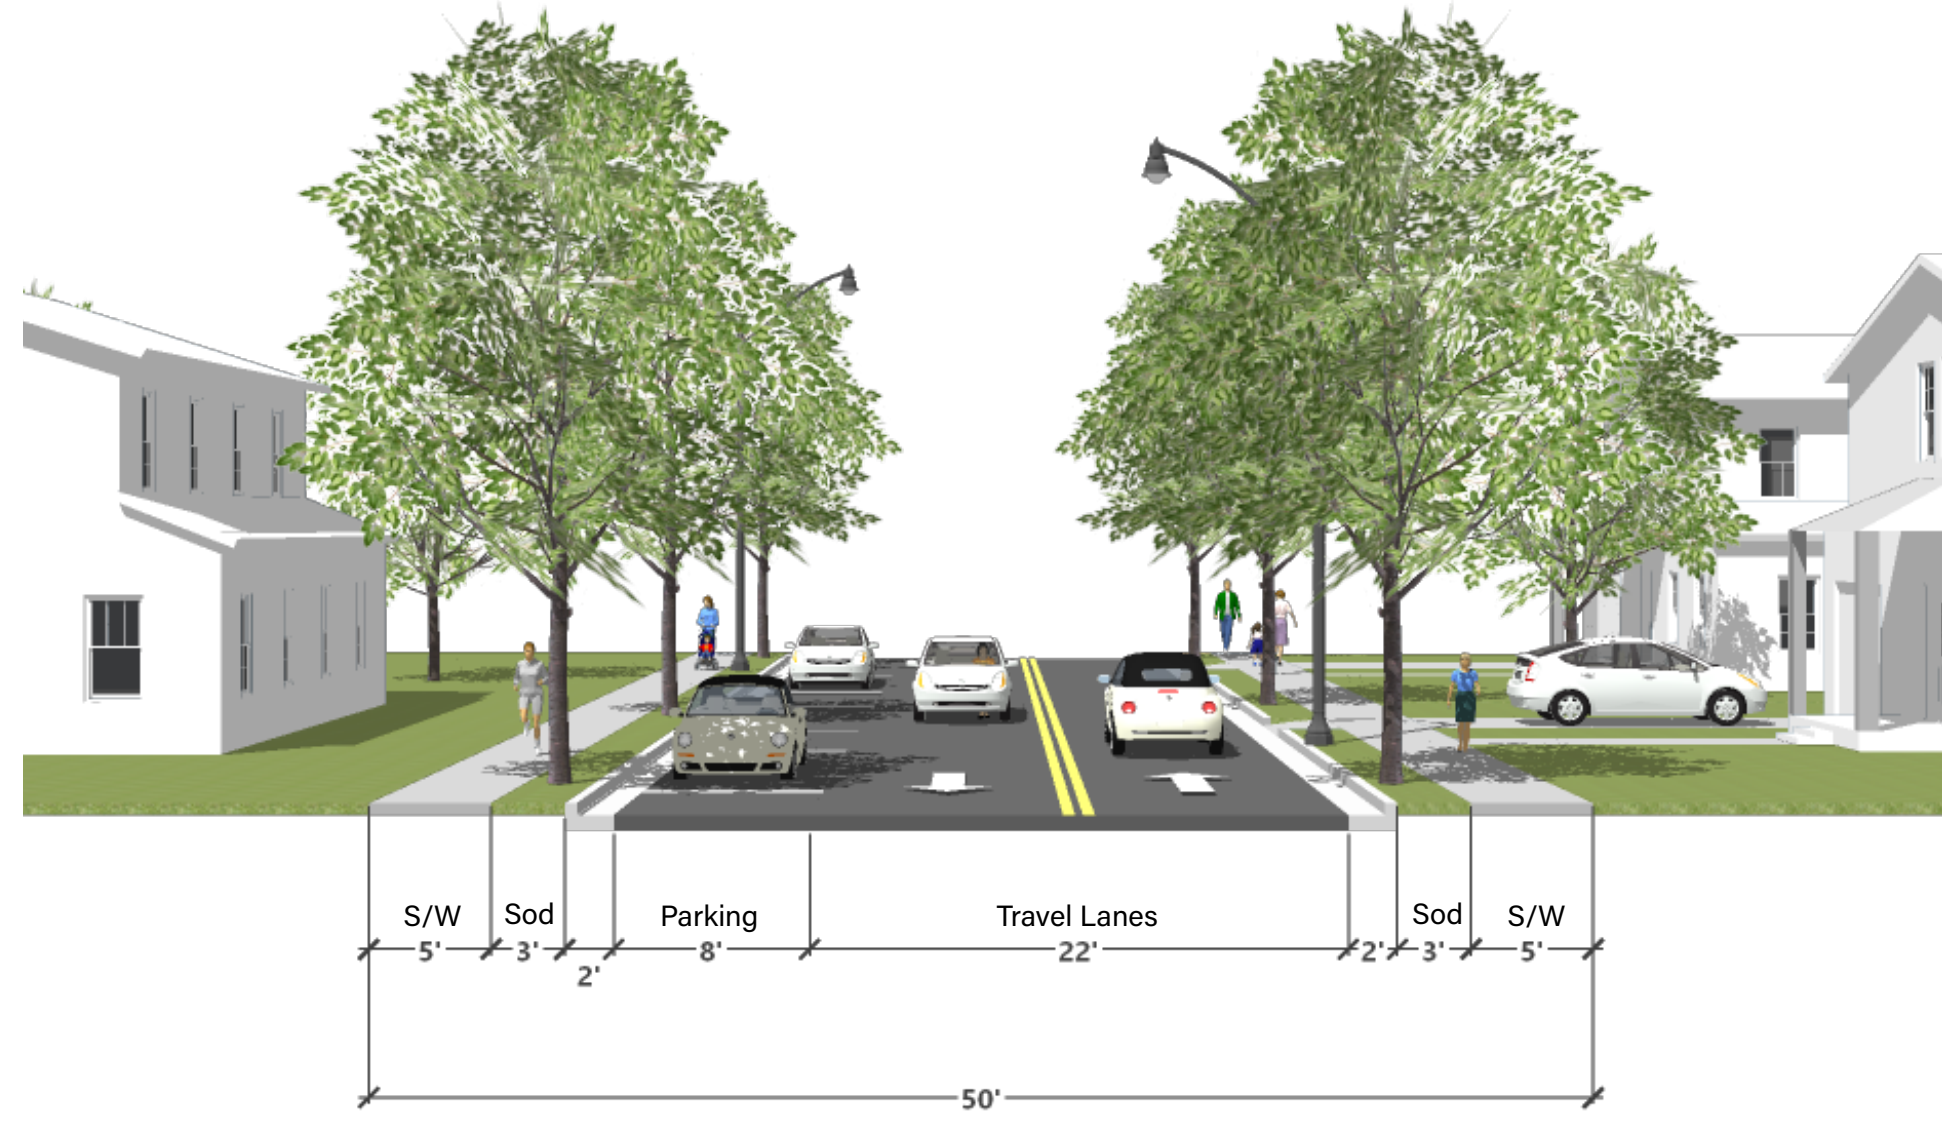 S/W Sod Parking Travel Lanes Sod S/W
5' 3' 2' 8' 22' 2' 3' 5'
50'